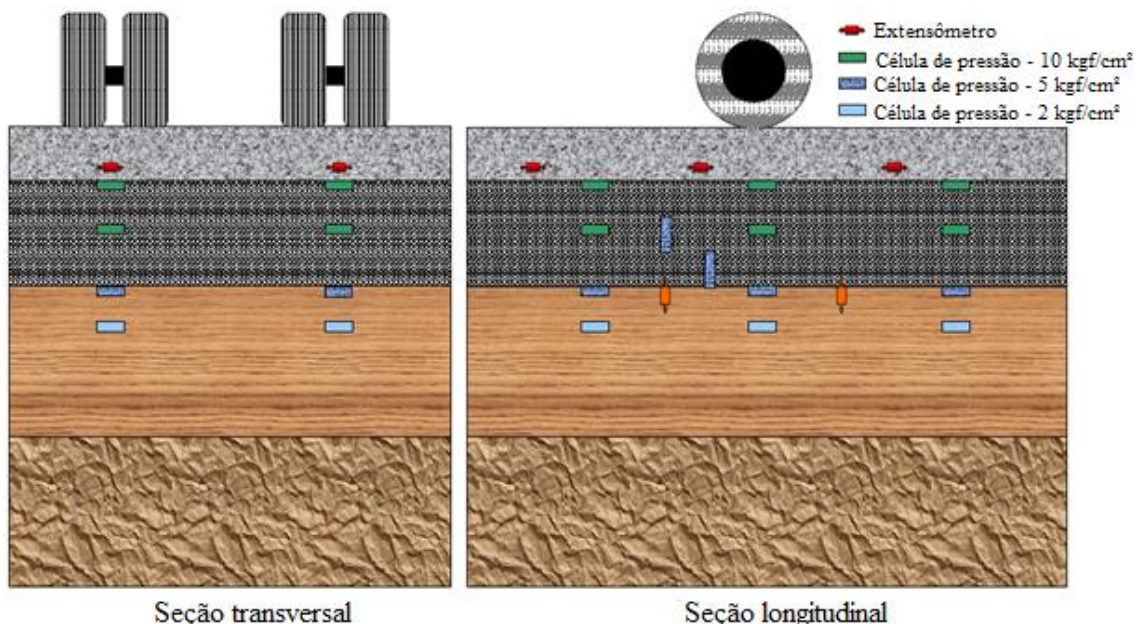 Extensômetro
Célula de pressão - 10 kgf/cm²
Célula de pressão - 5 kgf/cm²
Célula de pressão - 2 kgf/cm²
Seção transversal
Seção longitudinal